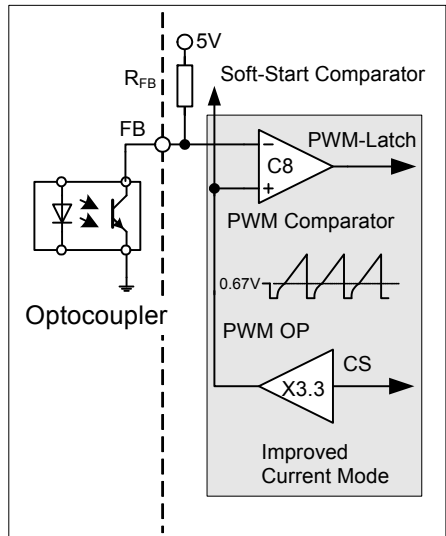 5V
RFB
Soft-Start Comparator
FB
PWM-Latch
C8
PWM Comparator
0.67V
Optocoupler
PWM OP
CS
X3.3
Improved
Current Mode